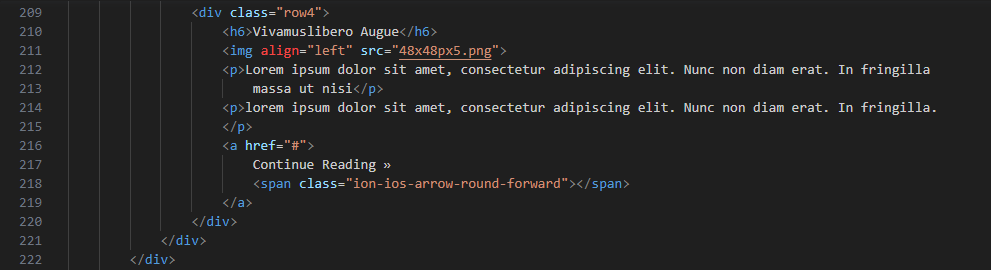 209 <div class="row4">
210 <h6>Vivamuslibero Augue</h6>
211 <img align="left" src="48x48px5.png">
212 <p>Lorem ipsum dolor sit amet, consectetur adipiscing elit. Nunc non diam erat. In fringilla
213 massa ut nisi</p>
214 <p>lorem ipsum dolor sit amet, consectetur adipiscing elit. Nunc non diam erat. In fringilla.
215 </p>
216 <a href="#">
217 Continue Reading »
218 <span class="ion-ios-arrow-round-forward"></span>
219 </a>
220 </div>
221 </div>
222 </div>